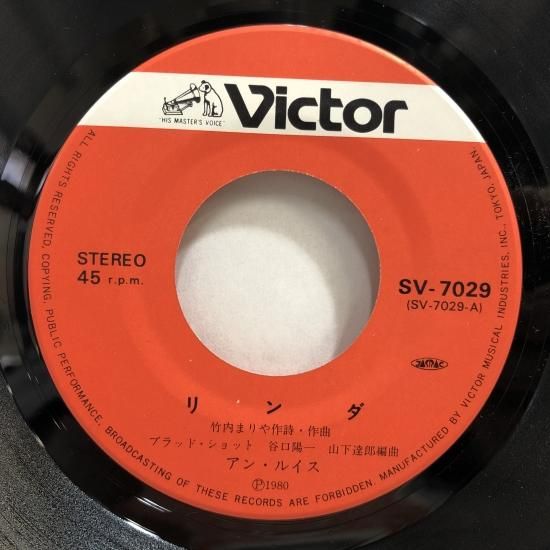 "HIS MASTER'S VOICE"
Victor
STEREO
45 r.p.m.
SV-7029
(SV-7029-A)
JASRAC
リンダ
竹内まりや作詩・作曲
ブラッド・ショット 谷口陽一 山下達郎編曲
アン・ルイス
Ⓟ1980
ALL RIGHTS RESERVED, COPYING, PUBLIC PERFORMANCE, BROADCASTING OF THESE RECORDS ARE FORBIDDEN. MANUFACTURED BY VICTOR MUSICAL INDUSTRIES, INC. TOKYO, JAPAN.